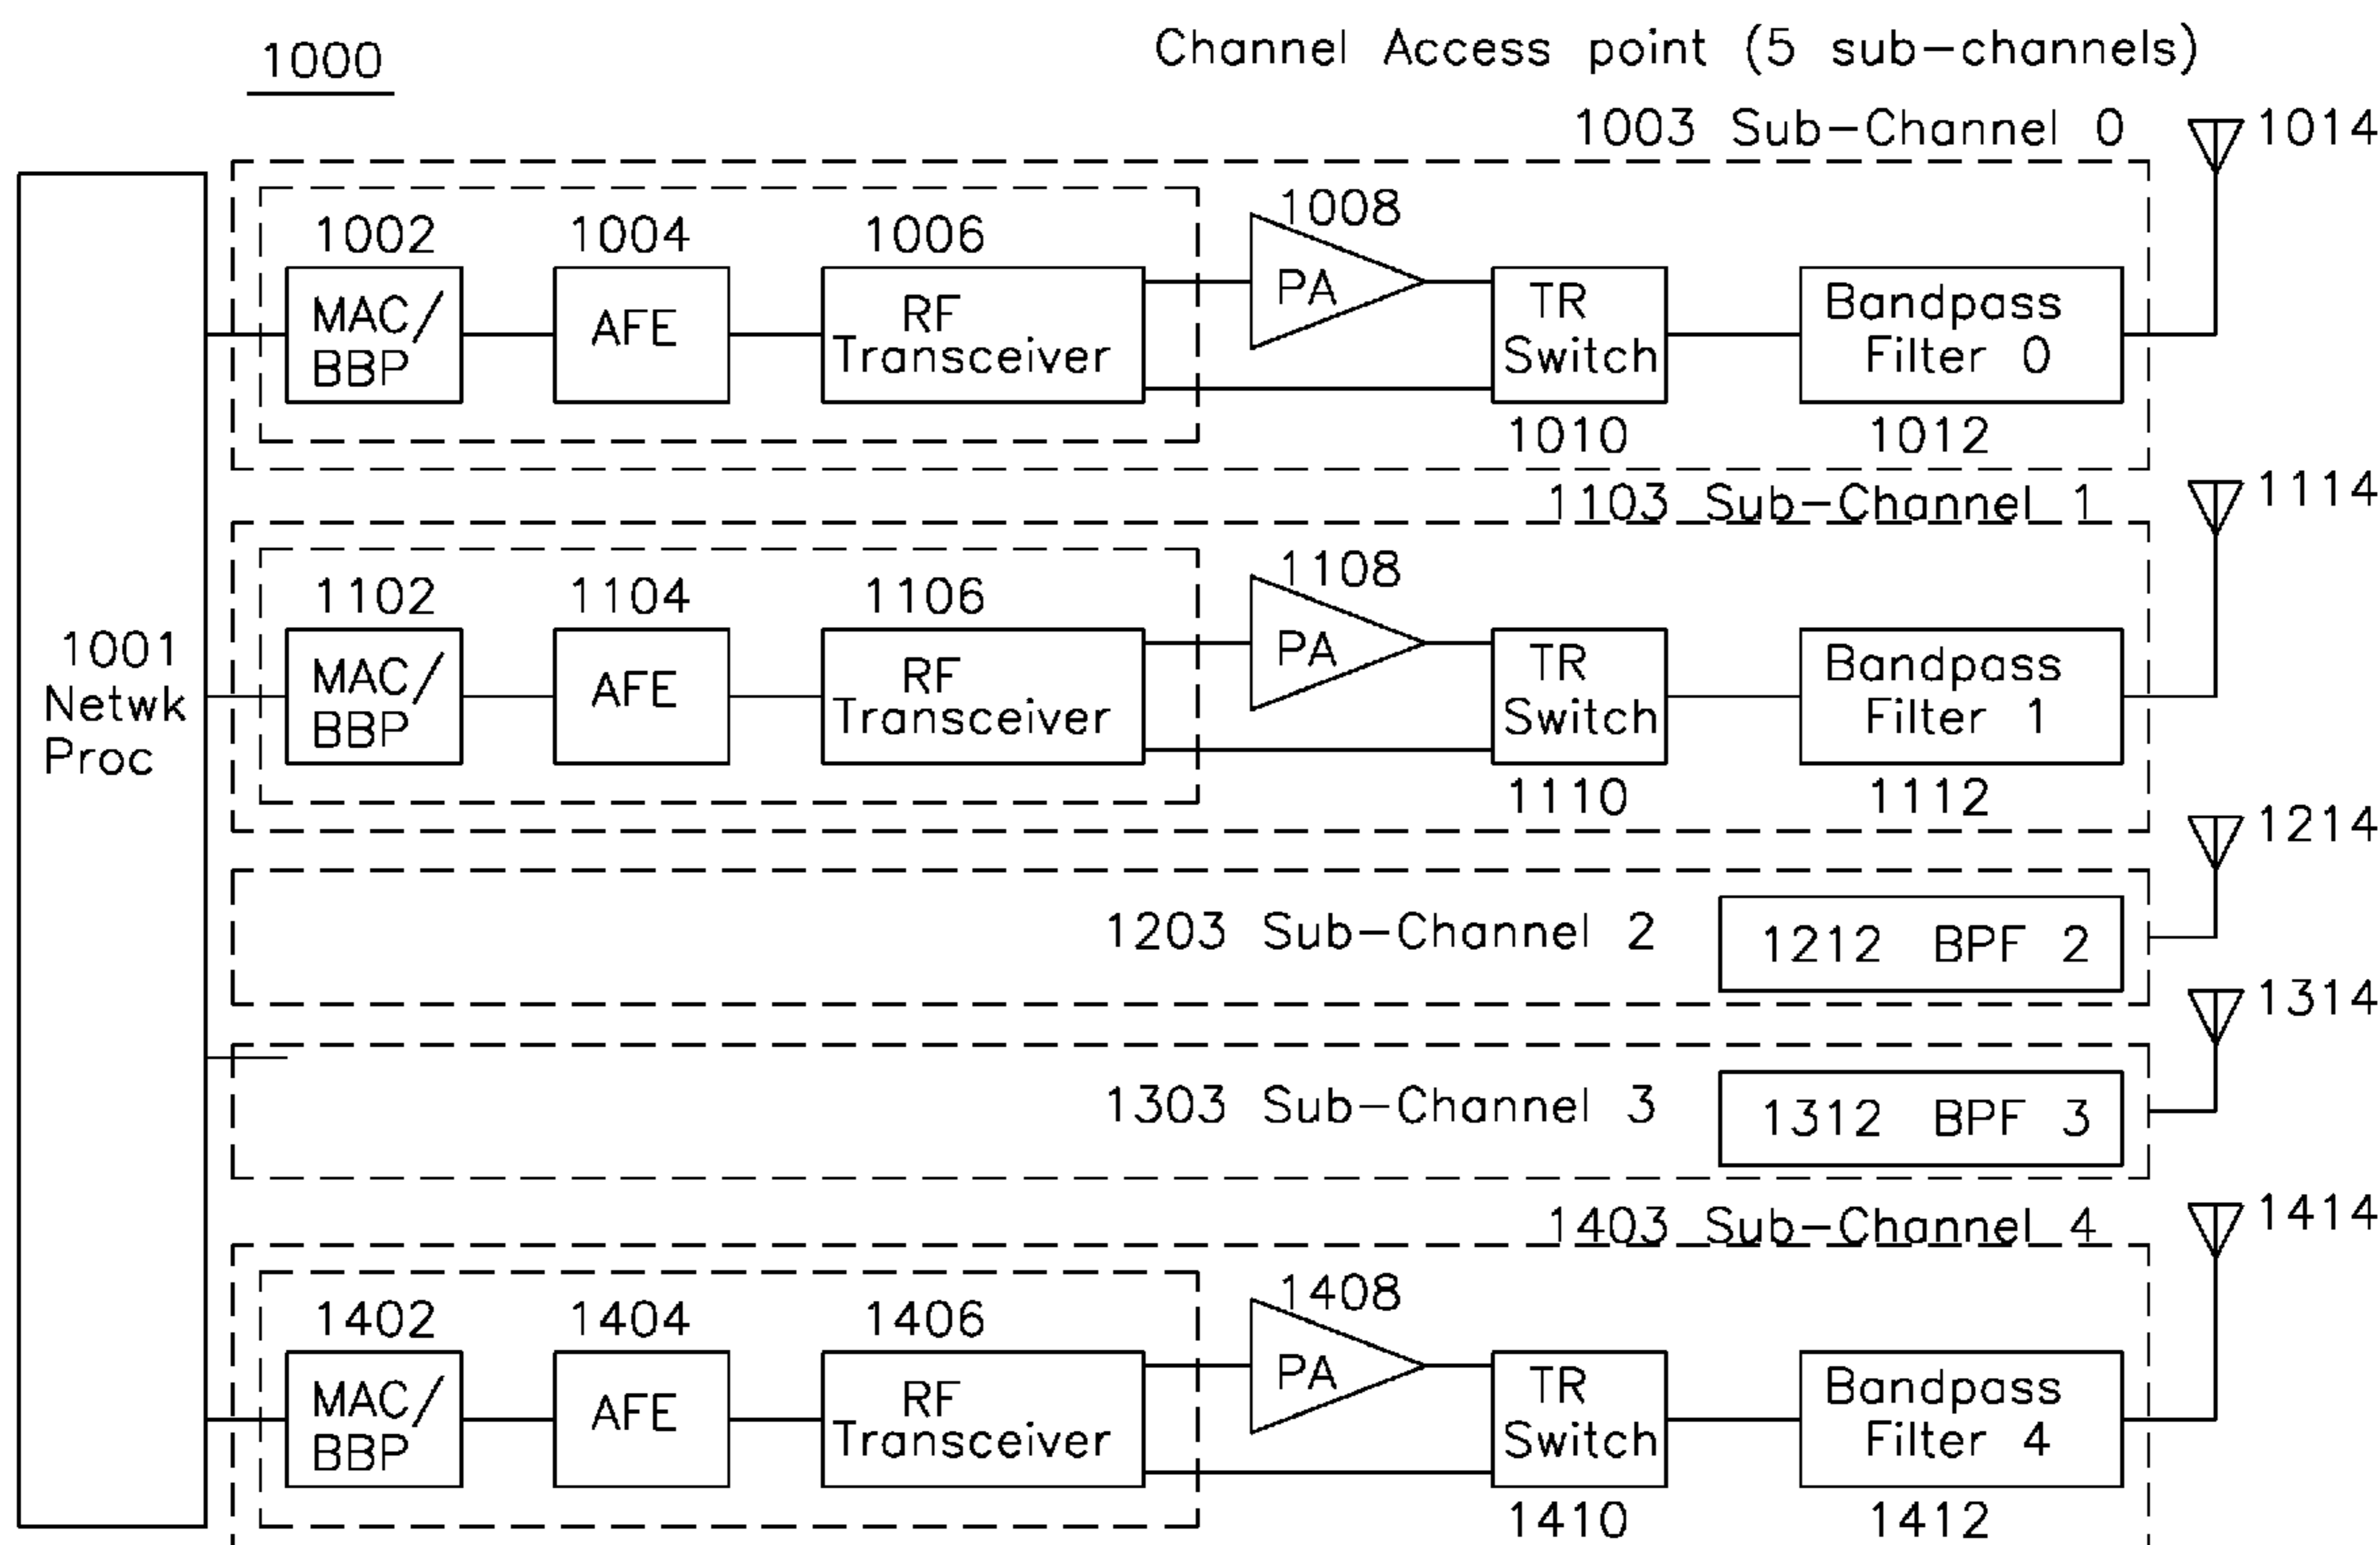 1000
Channel Access point (5 sub-channels)
1003 Sub-Channel 0
1014
1002
1004
1006
1008
MAC/
BBP
AFE
RF
Transceiver
PA
TR
Switch
Bandpass
Filter 0
1010
1012
1103 Sub-Channel 1
1114
1102
1104
1106
1108
1001
Netwk
Proc
MAC/
BBP
AFE
RF
Transceiver
PA
TR
Switch
Bandpass
Filter 1
1110
1112
1214
1203 Sub-Channel 2
1212 BPF 2
1314
1303 Sub-Channel 3
1312 BPF 3
1403 Sub-Channel 4
1414
1402
1404
1406
1408
MAC/
BBP
AFE
RF
Transceiver
PA
TR
Switch
Bandpass
Filter 4
1410
1412